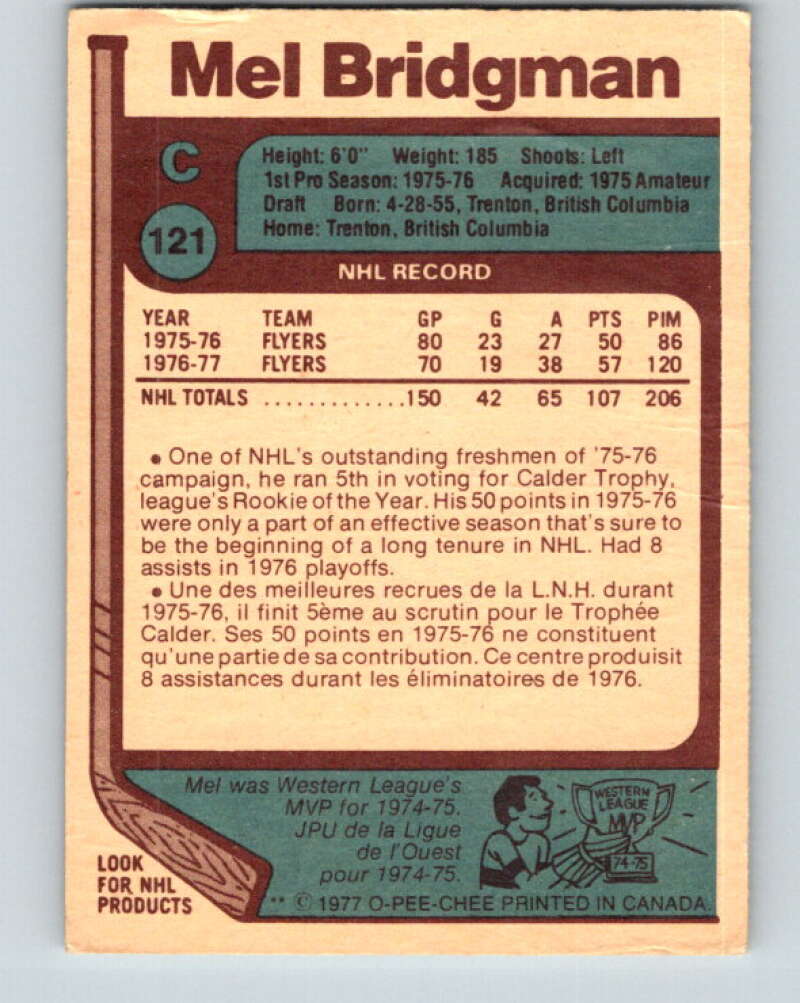 Mel Bridgman
C
121
Height: 6'0" Weight: 185 Shoots: Left
1st Pro Season: 1975-76 Acquired: 1975 Amateur
Draft Born: 4-28-55, Trenton, British Columbia
Home: Trenton, British Columbia
NHL RECORD
YEAR TEAM GP G A PTS PIM
1975-76 FLYERS 80 23 27 50 86
1976-77 FLYERS 70 19 38 57 120
NHL TOTALS .............150 42 65 107 206
• One of NHL's outstanding freshmen of '75-76
campaign, he ran 5th in voting for Calder Trophy,
league's Rookie of the Year. His 50 points in 1975-76
were only a part of an effective season that's sure to
be the beginning of a long tenure in NHL. Had 8
assists in 1976 playoffs.
• Une des meilleures recrues de la L.N.H. durant
1975-76, il finit 5ème au scrutin pour le Trophée
Calder. Ses 50 points en 1975-76 ne constituent
qu'une partie de sa contribution. Ce centre produisit
8 assistances durant les éliminatoires de 1976.
Mel was Western League's
MVP for 1974-75.
JPU de la Ligue
de l'Ouest
pour 1974-75.
WESTERN
LEAGUE
MVP
74-75
LOOK
FOR NHL
PRODUCTS
** © 1977 O-PEE-CHEE PRINTED IN CANADA.